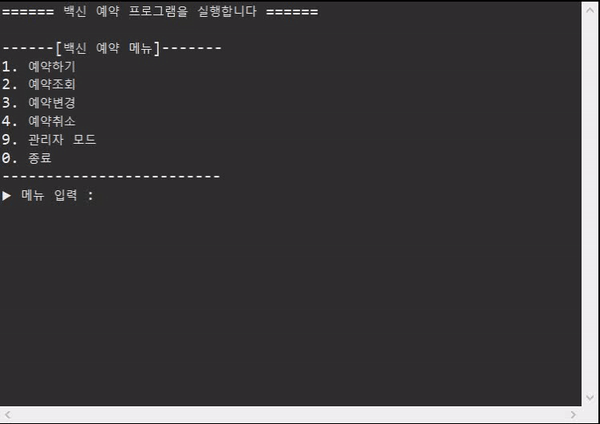 ====== 백신 예약 프로그램을 실행합니다 ======
------[백신 예약 메뉴]-------
1. 예약하기
2. 예약조회
3. 예약변경
4. 예약취소
9. 관리자 모드
0. 종료
-------------------------
▶ 메뉴 입력 :